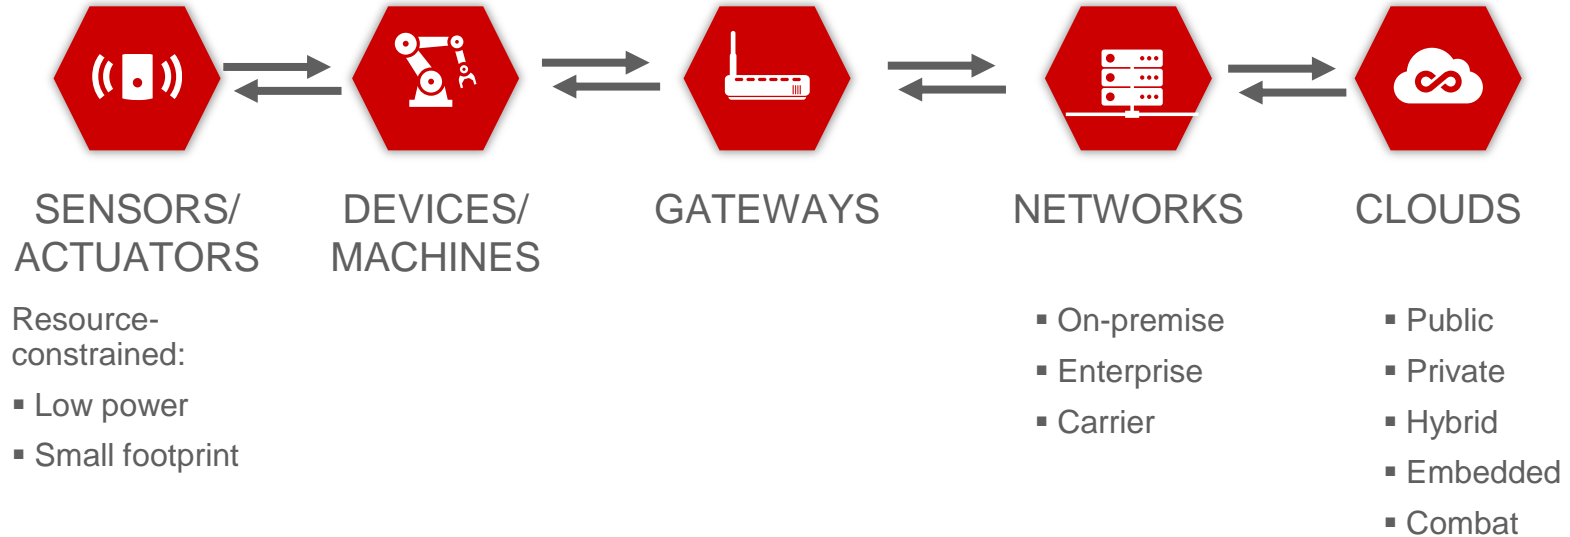 SENSORS/
ACTUATORS
Resource-
constrained:
▪ Low power
▪ Small footprint
DEVICES/
MACHINES
GATEWAYS
NETWORKS
▪ On-premise
▪ Enterprise
▪ Carrier
CLOUDS
▪ Public
▪ Private
▪ Hybrid
▪ Embedded
▪ Combat